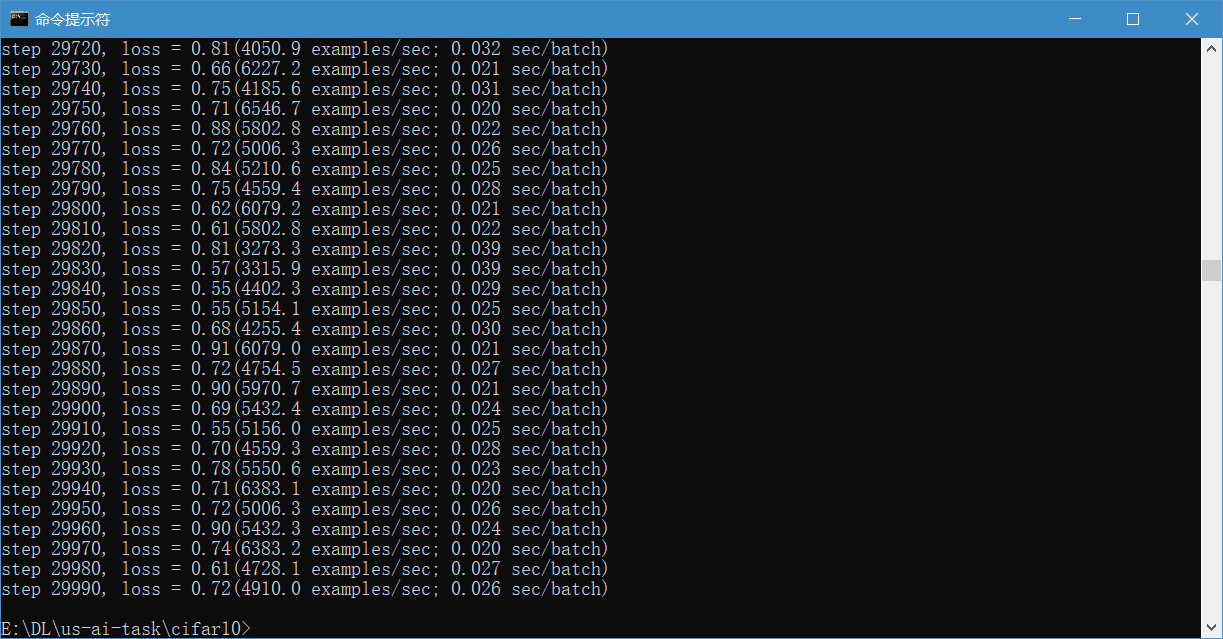 命令提示符
step 29720, loss = 0.81(4050.9 examples/sec; 0.032 sec/batch)
step 29730, loss = 0.66(6227.2 examples/sec; 0.021 sec/batch)
step 29740, loss = 0.75(4185.6 examples/sec; 0.031 sec/batch)
step 29750, loss = 0.71(6546.7 examples/sec; 0.020 sec/batch)
step 29760, loss = 0.88(5802.8 examples/sec; 0.022 sec/batch)
step 29770, loss = 0.72(5006.3 examples/sec; 0.026 sec/batch)
step 29780, loss = 0.84(5210.6 examples/sec; 0.025 sec/batch)
step 29790, loss = 0.75(4559.4 examples/sec; 0.028 sec/batch)
step 29800, loss = 0.62(6079.2 examples/sec; 0.021 sec/batch)
step 29810, loss = 0.61(5802.8 examples/sec; 0.022 sec/batch)
step 29820, loss = 0.81(3273.3 examples/sec; 0.039 sec/batch)
step 29830, loss = 0.57(3315.9 examples/sec; 0.039 sec/batch)
step 29840, loss = 0.55(4402.3 examples/sec; 0.029 sec/batch)
step 29850, loss = 0.55(5154.1 examples/sec; 0.025 sec/batch)
step 29860, loss = 0.68(4255.4 examples/sec; 0.030 sec/batch)
step 29870, loss = 0.91(6079.0 examples/sec; 0.021 sec/batch)
step 29880, loss = 0.72(4754.5 examples/sec; 0.027 sec/batch)
step 29890, loss = 0.90(5970.7 examples/sec; 0.021 sec/batch)
step 29900, loss = 0.69(5432.4 examples/sec; 0.024 sec/batch)
step 29910, loss = 0.55(5156.0 examples/sec; 0.025 sec/batch)
step 29920, loss = 0.70(4559.3 examples/sec; 0.028 sec/batch)
step 29930, loss = 0.78(5550.6 examples/sec; 0.023 sec/batch)
step 29940, loss = 0.71(6383.1 examples/sec; 0.020 sec/batch)
step 29950, loss = 0.72(5006.3 examples/sec; 0.026 sec/batch)
step 29960, loss = 0.90(5432.3 examples/sec; 0.024 sec/batch)
step 29970, loss = 0.74(6383.2 examples/sec; 0.020 sec/batch)
step 29980, loss = 0.61(4728.1 examples/sec; 0.027 sec/batch)
step 29990, loss = 0.72(4910.0 examples/sec; 0.026 sec/batch)
E:\DL\us-ai-task\cifar10>